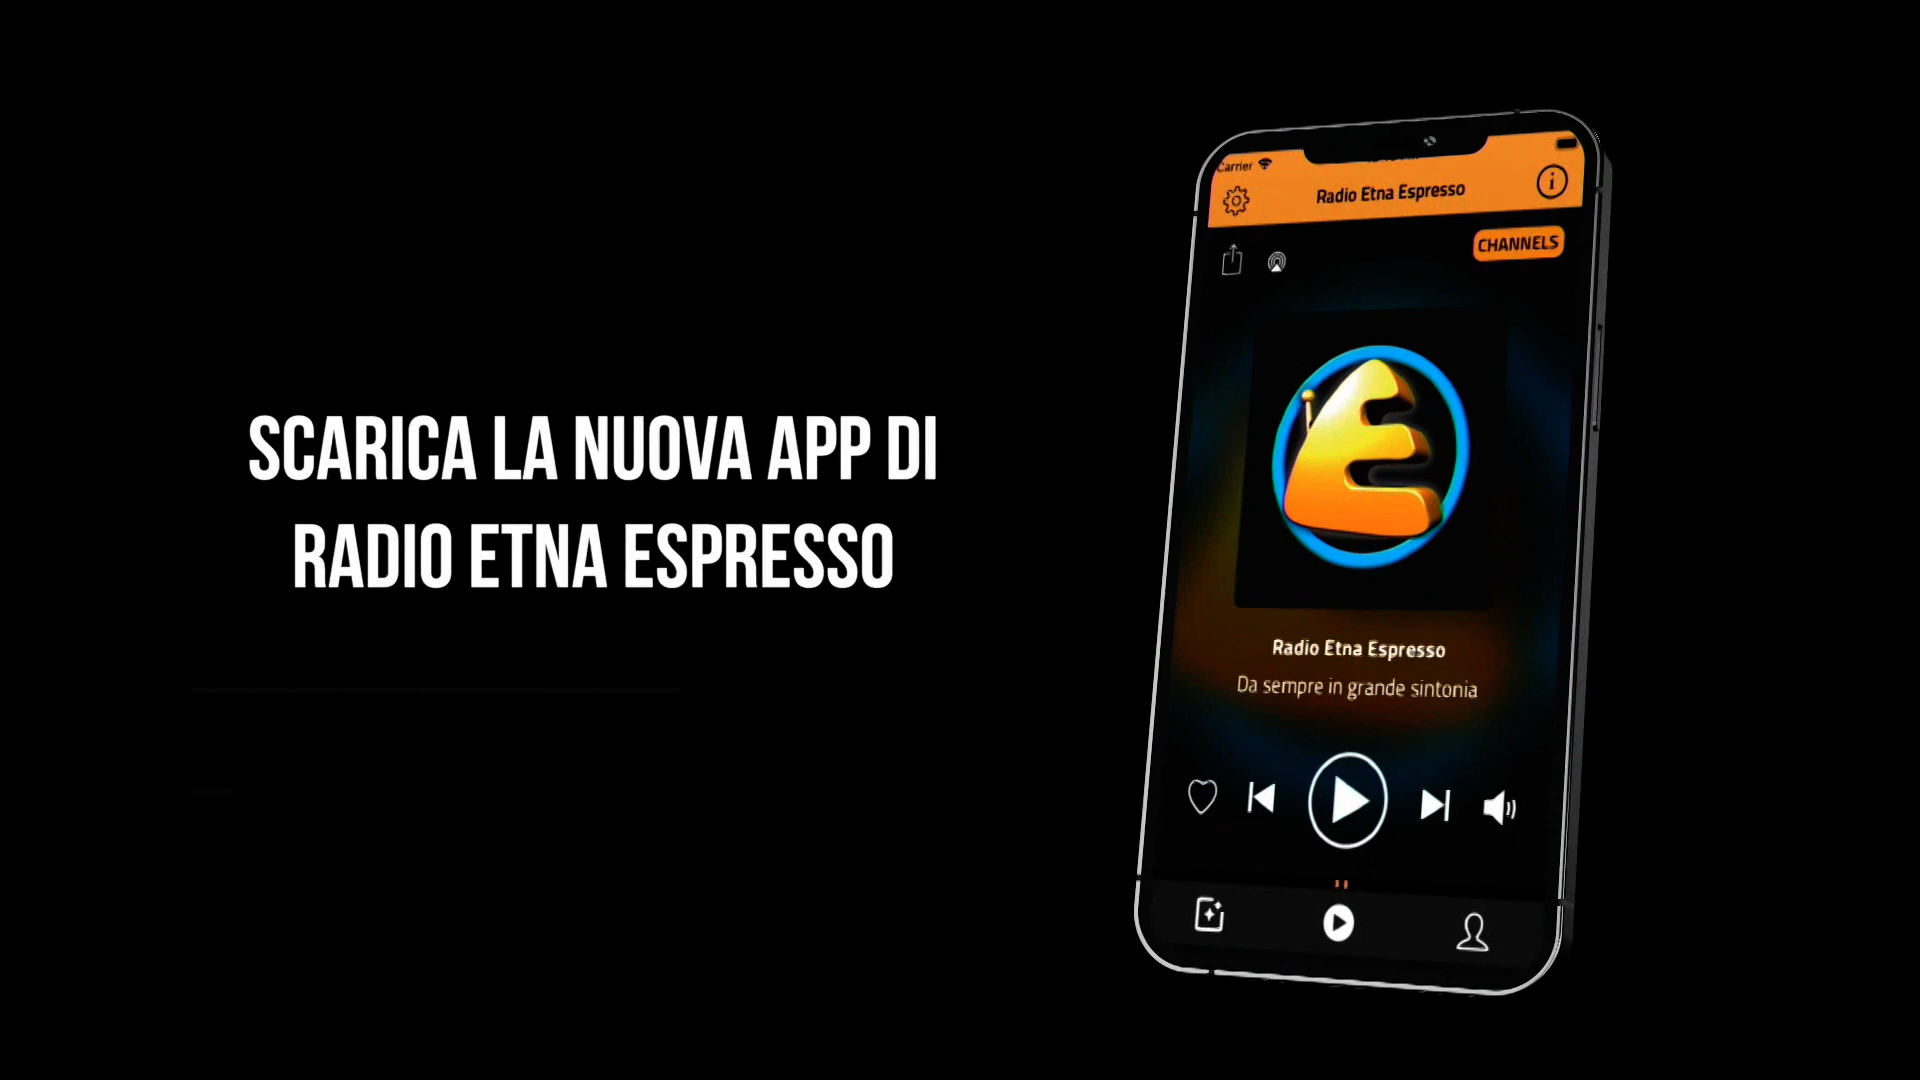 SCARICA LA NUOVA APP DI
RADIO ETNA ESPRESSO
Carrier
Radio Etna Espresso
CHANNELS
E
Radio Etna Espresso
Da sempre in grande sintonia